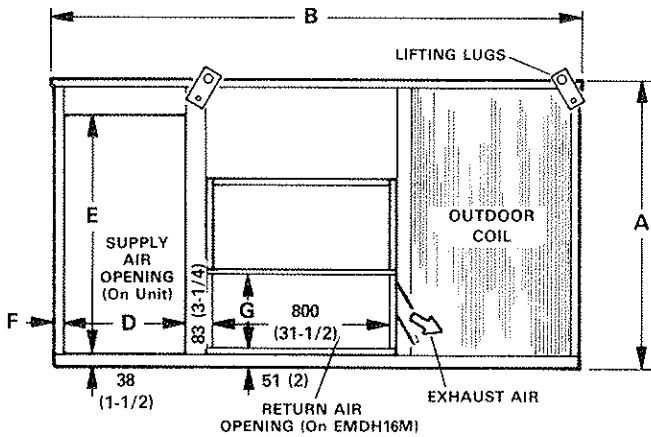 B
LIFTING LUGS
A
E
SUPPLY
AIR
OPENING
(On Unit)
OUTDOOR
COIL
F
D
83 (3-1/4)
G
800
(31-1/2)
38
(1-1/2)
51 (2)
RETURN AIR
OPENING (On EMDH16M)
EXHAUST AIR